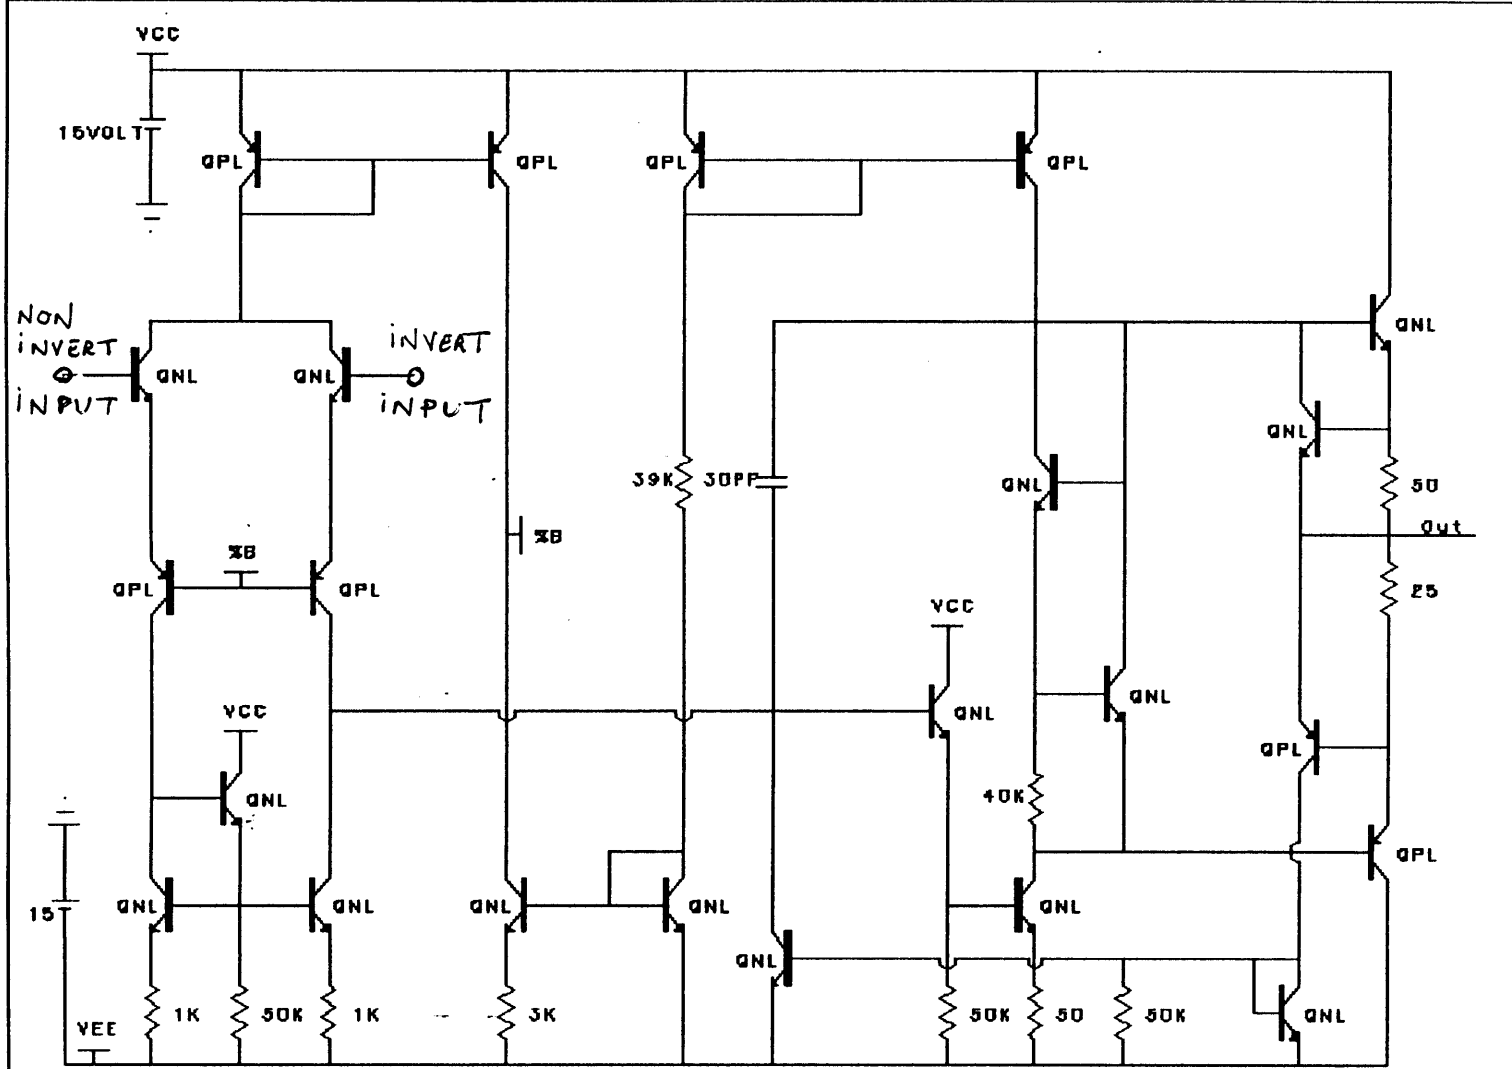 VCC
15VOLT
QPL
QPL
QPL
QPL
NON
INVERT
INPUT
QNL
QNL
INVERT
INPUT
QNL
QNL
39K
30PF
QNL
50
Out
%B
%B
QPL
QPL
25
VCC
QNL
QNL
VCC
QPL
QNL
40K
QPL
15
QNL
QNL
QNL
QNL
QNL
QNL
1K
50K
1K
3K
50K
50
50K
QNL
VEE